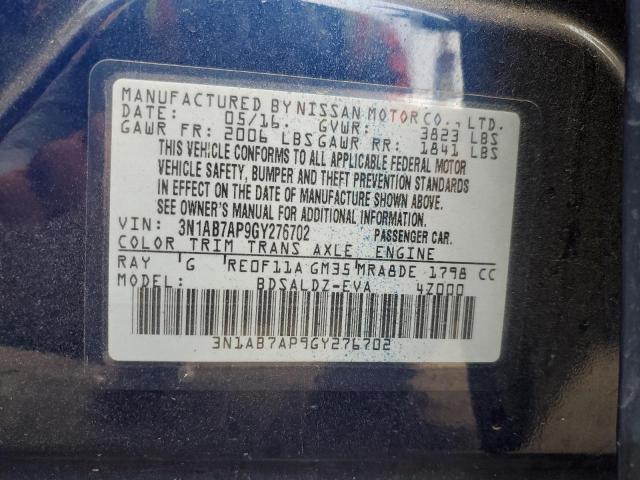 MANUFACTURED BY NISSAN MOTOR CO., LTD.
DATE: 05/16 GVWR: 3823 LBS
GAWR FR: 2006 LBS GAWR RR: 1841 LBS
THIS VEHICLE CONFORMS TO ALL APPLICABLE FEDERAL MOTOR
VEHICLE SAFETY, BUMPER AND THEFT PREVENTION STANDARDS
IN EFFECT ON THE DATE OF MANUFACTURE SHOWN ABOVE.
SEE OWNER'S MANUAL FOR ADDITIONAL INFORMATION.
VIN: 3N1AB7AP9GY276702 PASSENGER CAR.
COLOR TRIM TRANS AXLE ENGINE
RAY G RE0F11A GM35 MRA8DE 1798 CC
MODEL: BDSALDZ-EVA 4Z000
3N1AB7AP9GY276702